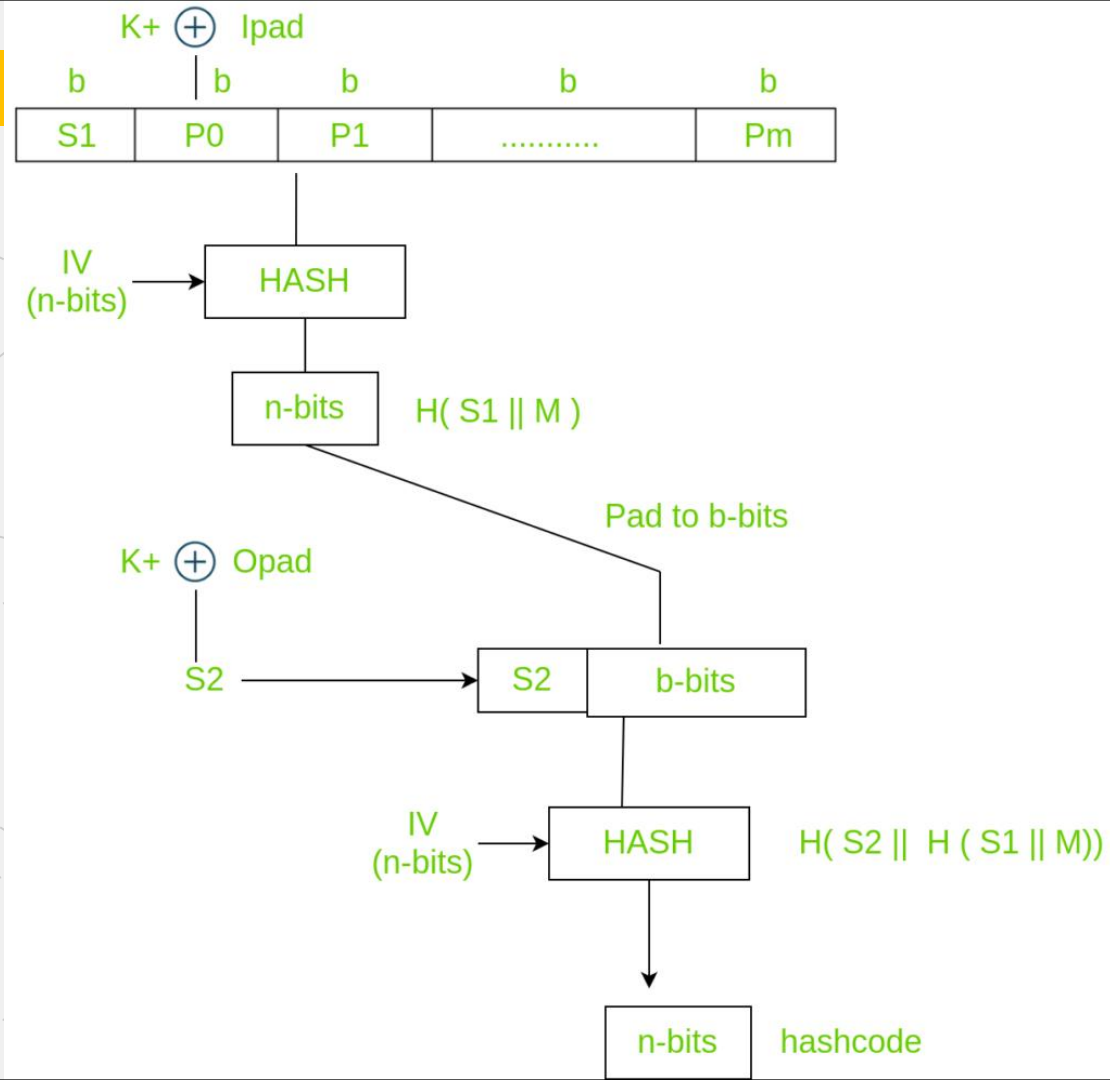 K+ ⊕ Ipad
b b b b b
S1 P0 P1 ........... Pm
IV
(n-bits)
HASH
n-bits H( S1 || M )
Pad to b-bits
K+ ⊕ Opad
S2 S2 b-bits
IV
(n-bits)
HASH H( S2 || H ( S1 || M))
n-bits hashcode